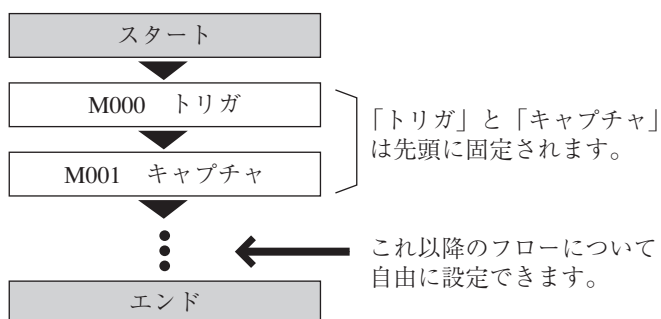 スタート
M000 トリガ
M001 キャプチャ
「トリガ」と「キャプチャ」
は先頭に固定されます。
これ以降のフローについて
自由に設定できます。
エンド